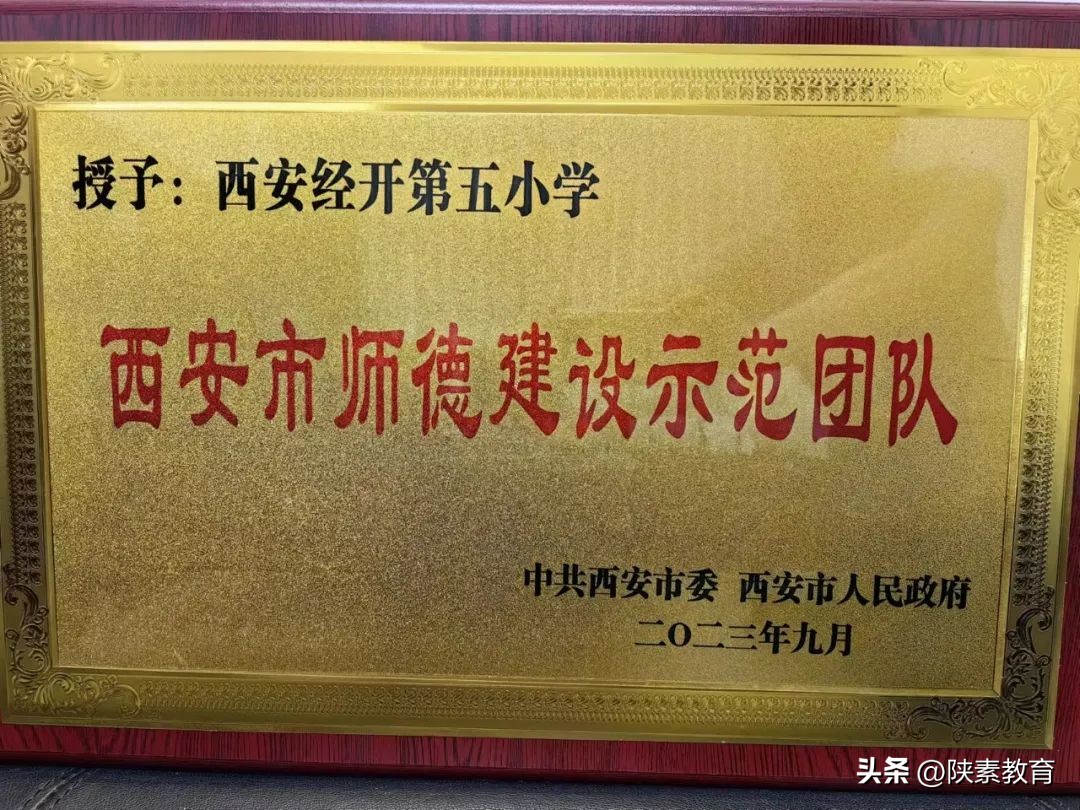 授予：西安经开第五小学
西安市师德建设示范团队
中共西安市委 西安市人民政府
二O二三年九月
头条 @陕素教育